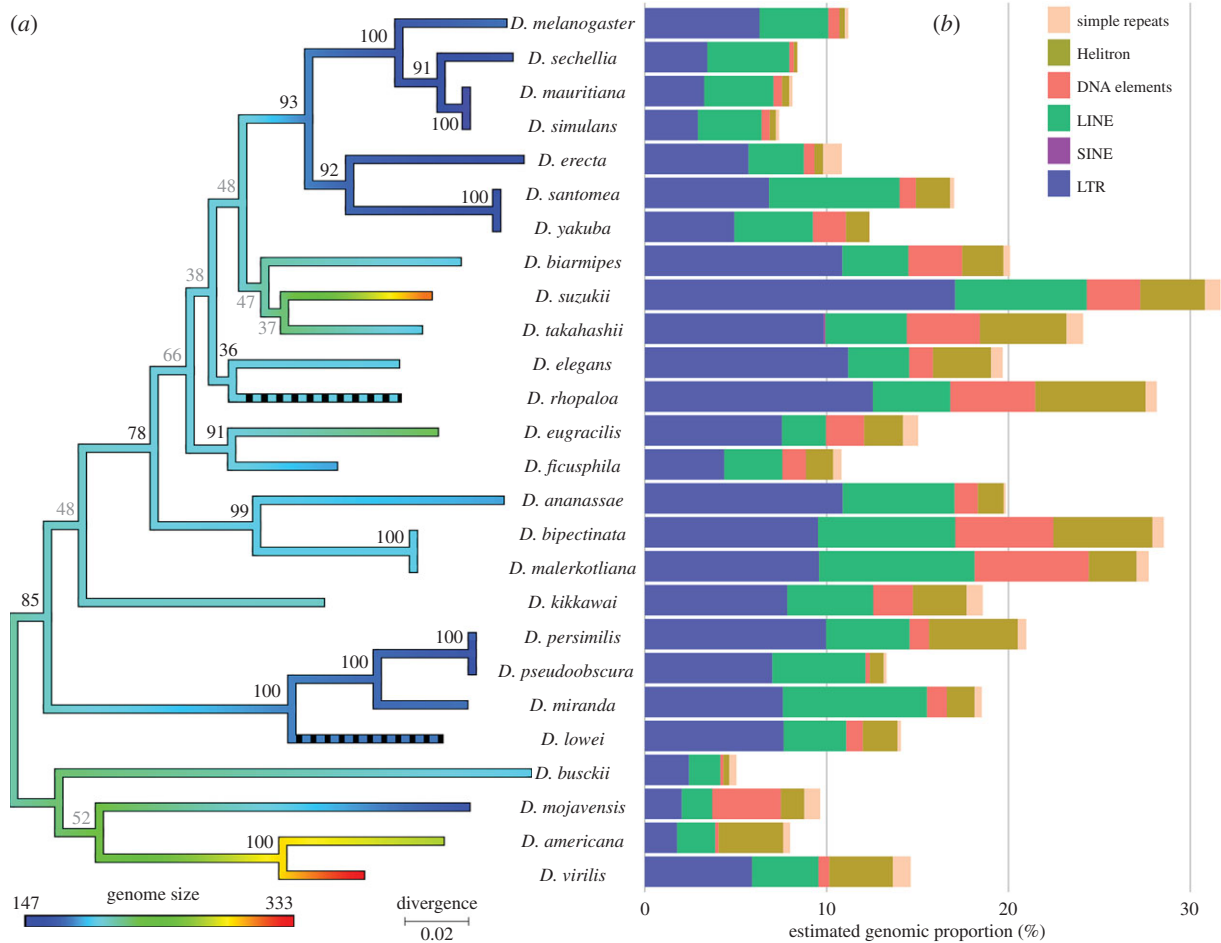 (a)
(b)
D. melanogaster
D. sechellia
D. mauritiana
D. simulans
D. erecta
D. santomea
D. yakuba
D. biarmipes
D. suzukii
D. takahashii
D. elegans
D. rhopaloa
D. eugracilis
D. ficusphila
D. ananassae
D. bipectinata
D. malerkotliana
D. kikkawai
D. persimilis
D. pseudoobscura
D. miranda
D. lowei
D. busckii
D. mojavensis
D. americana
D. virilis
100
91
100
93
92
100
48
47
37
38
36
66
91
78
99
100
48
85
100
100
100
52
100
genome size
147
333
divergence
0.02
simple repeats
Helitron
DNA elements
LINE
SINE
LTR
0
10
20
30
estimated genomic proportion (%)